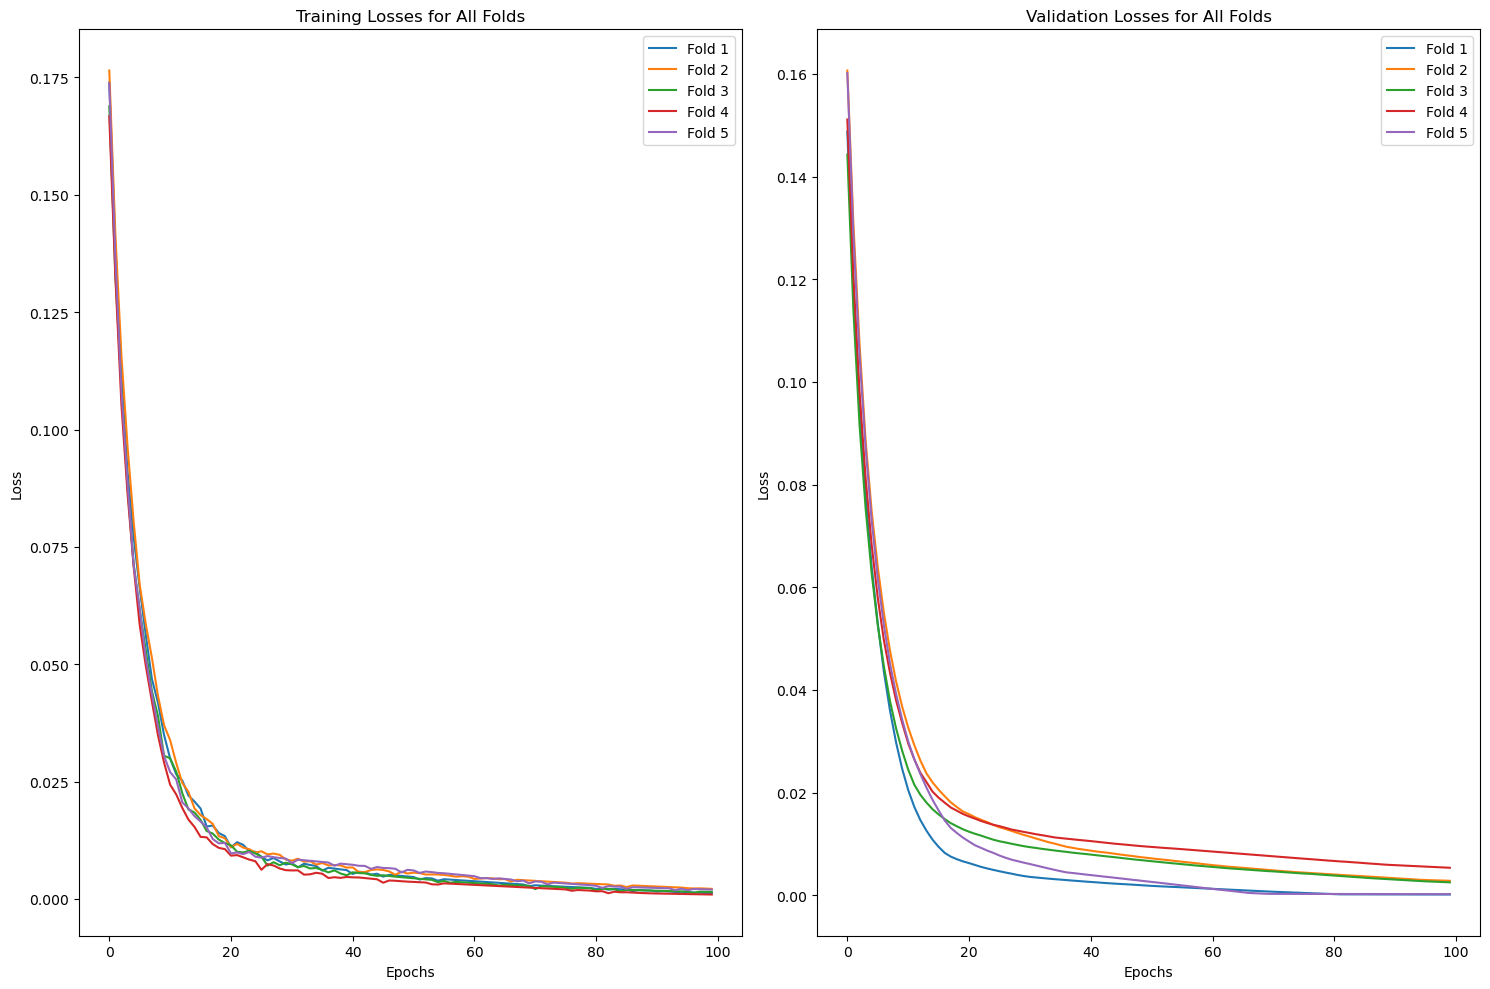 Training Losses for All Folds
Fold 1
Fold 2
Fold 3
Fold 4
Fold 5
0.175
0.150
0.125
0.100
0.075
0.050
0.025
0.000
Loss
0 20 40 60 80 100
Epochs
Validation Losses for All Folds
Fold 1
Fold 2
Fold 3
Fold 4
Fold 5
0.16
0.14
0.12
0.10
0.08
0.06
0.04
0.02
0.00
Loss
0 20 40 60 80 100
Epochs